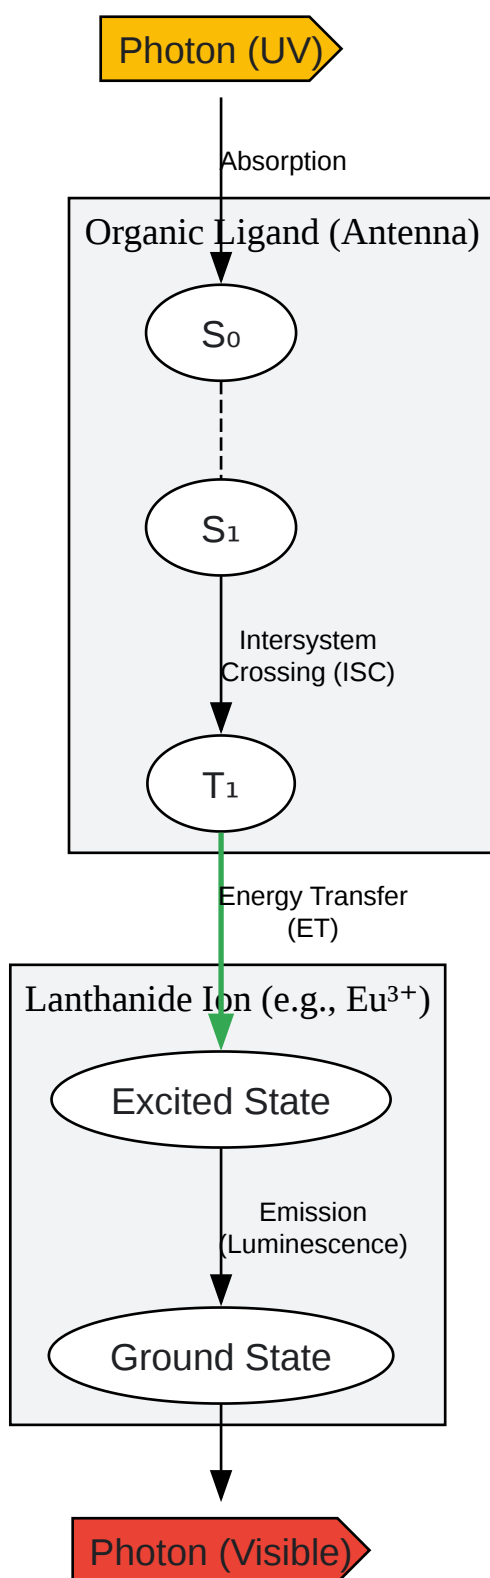 Photon (UV)
Absorption
Organic Ligand (Antenna)
S₀
S₁
Intersystem
Crossing (ISC)
T₁
Energy Transfer
(ET)
Lanthanide Ion (e.g., Eu³⁺)
Excited State
Emission
(Luminescence)
Ground State
Photon (Visible)